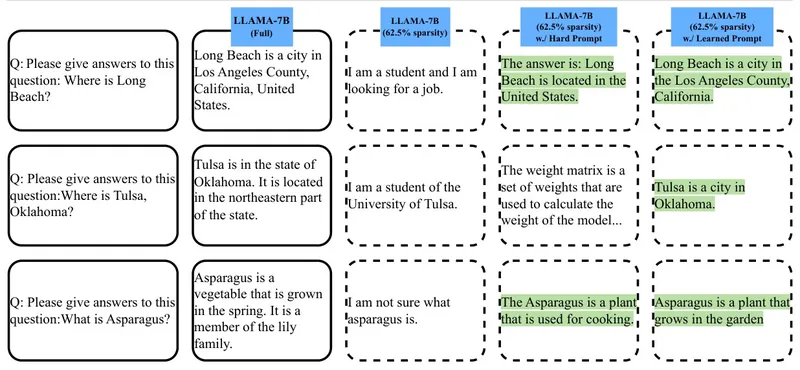 LLAMA-7B
(Full)
LLAMA-7B
(62.5% sparsity)
LLAMA-7B
(62.5% sparsity)
w./ Hard Prompt
LLAMA-7B
(62.5% sparsity)
w./ Learned Prompt
Q: Please give answers to this
question: Where is Long
Beach?
Long Beach is a city in
Los Angeles County,
California, United
States.
I am a student and I am
looking for a job.
The answer is: Long
Beach is located in the
United States.
Long Beach is a city in
the Los Angeles County,
California.
Q: Please give answers to this
question:Where is Tulsa,
Oklahoma?
Tulsa is in the state of
Oklahoma. It is located
in the northeastern part
of the state.
I am a student of the
University of Tulsa.
The weight matrix is a
set of weights that are
used to calculate the
weight of the model...
Tulsa is a city in
Oklahoma.
Q: Please give answers to this
question:What is Asparagus?
Asparagus is a
vegetable that is grown
in the spring. It is a
member of the lily
family.
I am not sure what
asparagus is.
The Asparagus is a plant
that is used for cooking.
Asparagus is a plant that
grows in the garden